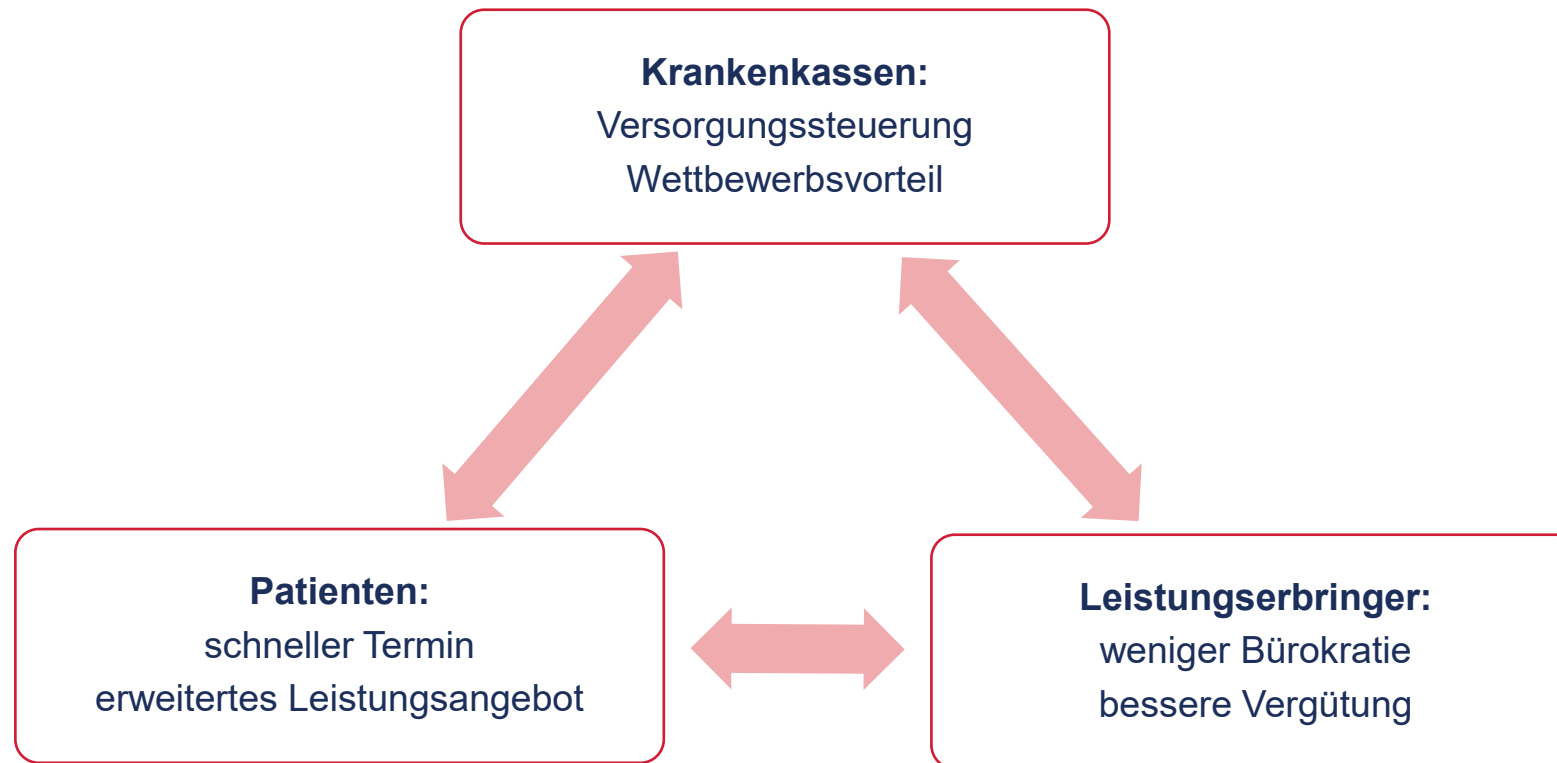 Krankenkassen:
Versorgungssteuerung
Wettbewerbsvorteil
Patienten:
schneller Termin
erweitertes Leistungsangebot
Leistungserbringer:
weniger Bürokratie
bessere Vergütung